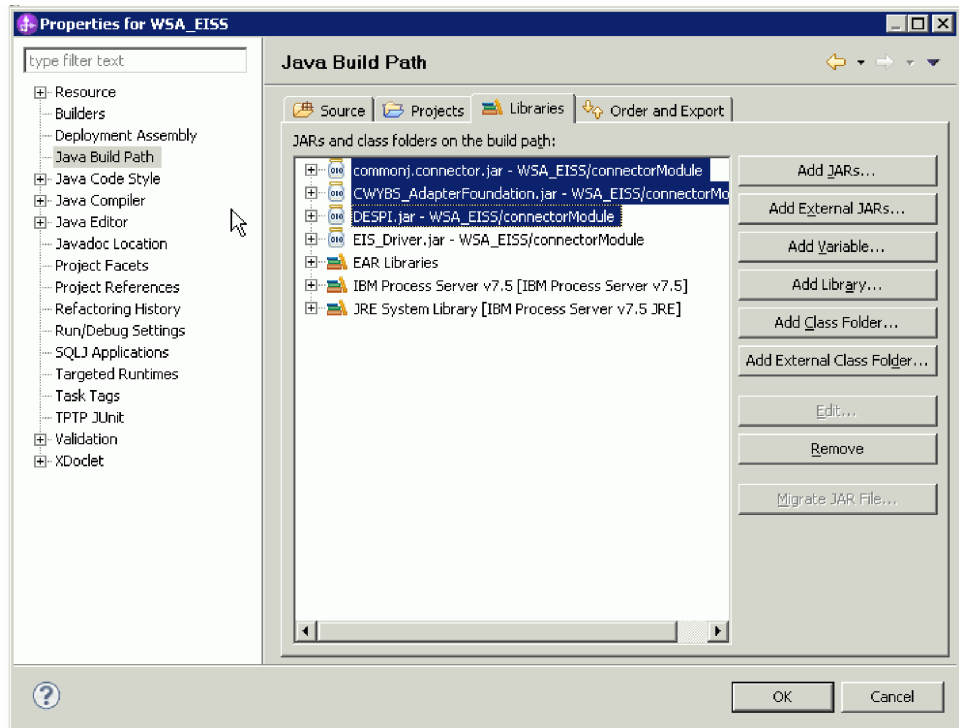 Properties for WSA_EISS
type filter text
Resource
Builders
Deployment Assembly
Java Build Path
Java Code Style
Java Compiler
Java Editor
Javadoc Location
Project Facets
Project References
Refactoring History
Run/Debug Settings
SQLJ Applications
Targeted Runtimes
Task Tags
TPTP JUnit
Validation
XDoclet
Java Build Path
Source Projects Libraries Order and Export
JARs and class folders on the build path:
commonj.connector.jar - WSA_EISS/connectorModule
CWYBS_AdapterFoundation.jar - WSA_EISS/connectorMo
DESPI.jar - WSA_EISS/connectorModule
EIS_Driver.jar - WSA_EISS/connectorModule
EAR Libraries
IBM Process Server v7.5 [IBM Process Server v7.5]
JRE System Library [IBM Process Server v7.5 JRE]
Add JARs...
Add External JARs...
Add Variable...
Add Library...
Add Class Folder...
Add External Class Folder...
Edit...
Remove
Migrate JAR File...
OK
Cancel